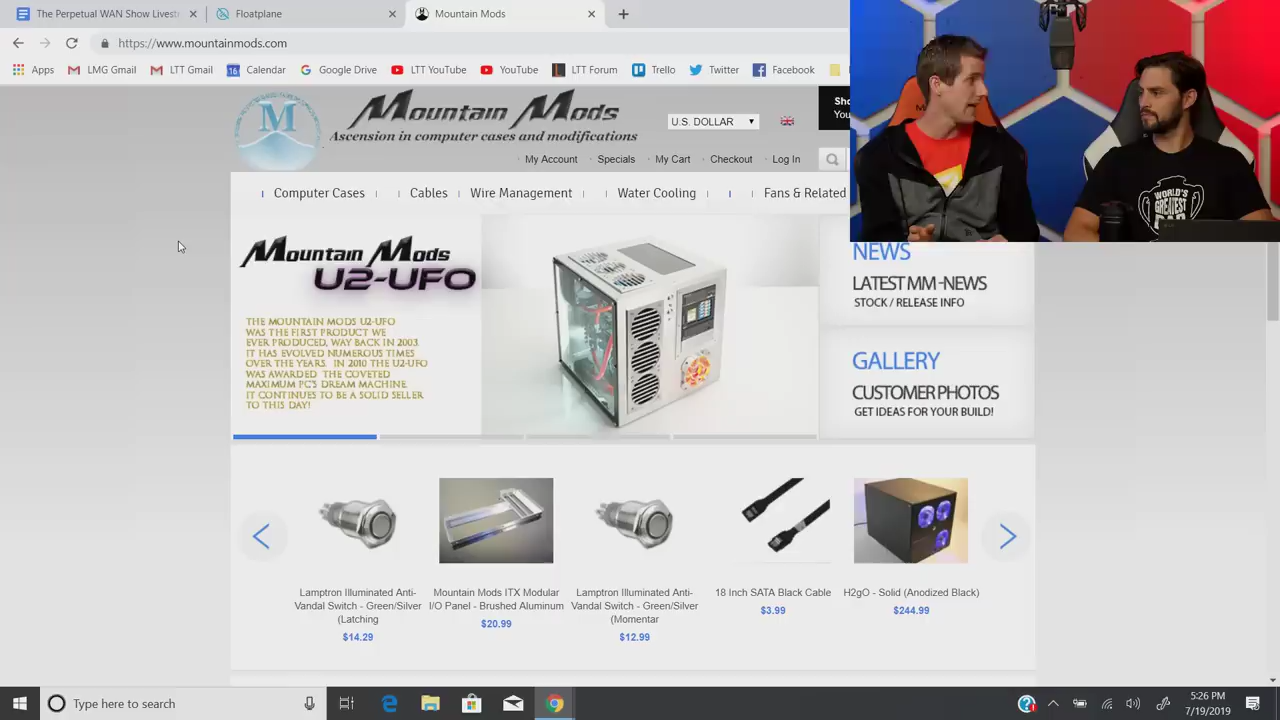 The Perpetual WAN Show Livest
Floatplane
Mountain Mods
https://www.mountainmods.com
Apps
LMG Gmail
LTT Gmail
16
Calendar
Google Drive
LTT YouTube
YouTube
LTT Forum
Trello
Twitter
Facebook
M
Mountain Mods
Ascension in computer cases and modifications
U.S. DOLLAR
Sho
You
My Account
Specials
My Cart
Checkout
Log In
Computer Cases
Cables
Wire Management
Water Cooling
Fans & Related
WORLD'S
GREATEST
DAD
Mountain Mods
U2-UFO
THE MOUNTAIN MODS U2-UFO
WAS THE FIRST PRODUCT WE
EVER PRODUCED, WAY BACK IN 2003.
IT HAS EVOLVED NUMEROUS TIMES
OVER THE YEARS. IN 2010 THE U2-UFO
WAS AWARDED THE COVETED
MAXIMUM PC'S DREAM MACHINE.
IT CONTINUES TO BE A SOLID SELLER
TO THIS DAY!
NEWS
LATEST MM-NEWS
STOCK / RELEASE INFO
GALLERY
CUSTOMER PHOTOS
GET IDEAS FOR YOUR BUILD!
Lamptron Illuminated Anti-
Vandal Switch - Green/Silver
(Latching
$14.29
Mountain Mods ITX Modular
I/O Panel - Brushed Aluminum
$20.99
Lamptron Illuminated Anti-
Vandal Switch - Green/Silver
(Momentar
$12.99
18 Inch SATA Black Cable
$3.99
H2gO - Solid (Anodized Black)
$244.99
Type here to search
5:26 PM
7/19/2019